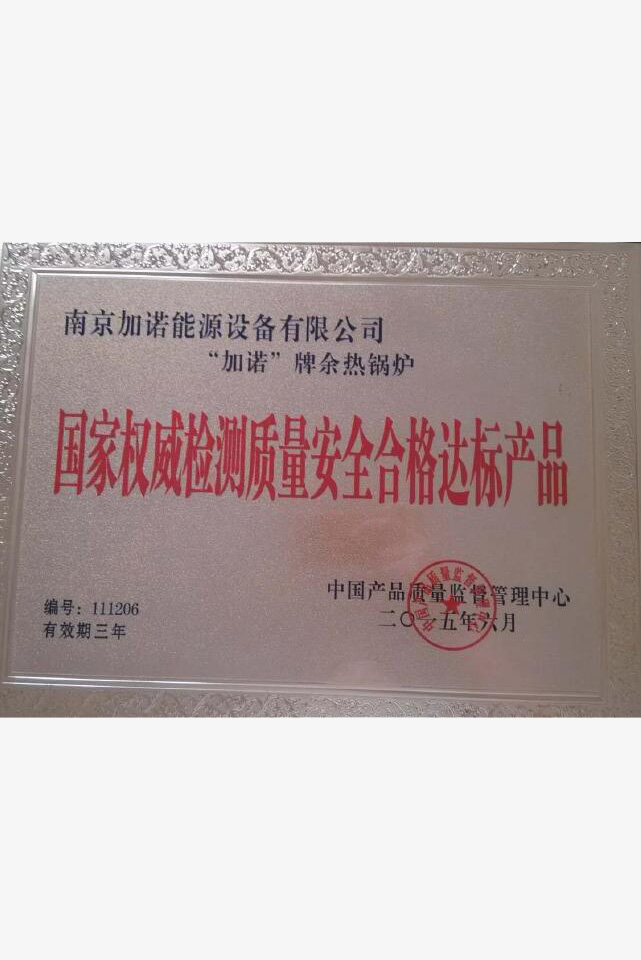 南京加诺能源设备有限公司
“加诺”牌余热锅炉
国家权威检测质量安全合格达标产品
中国产品质量监督管理中心
二〇一五年六月
编号：111206
有效期三年